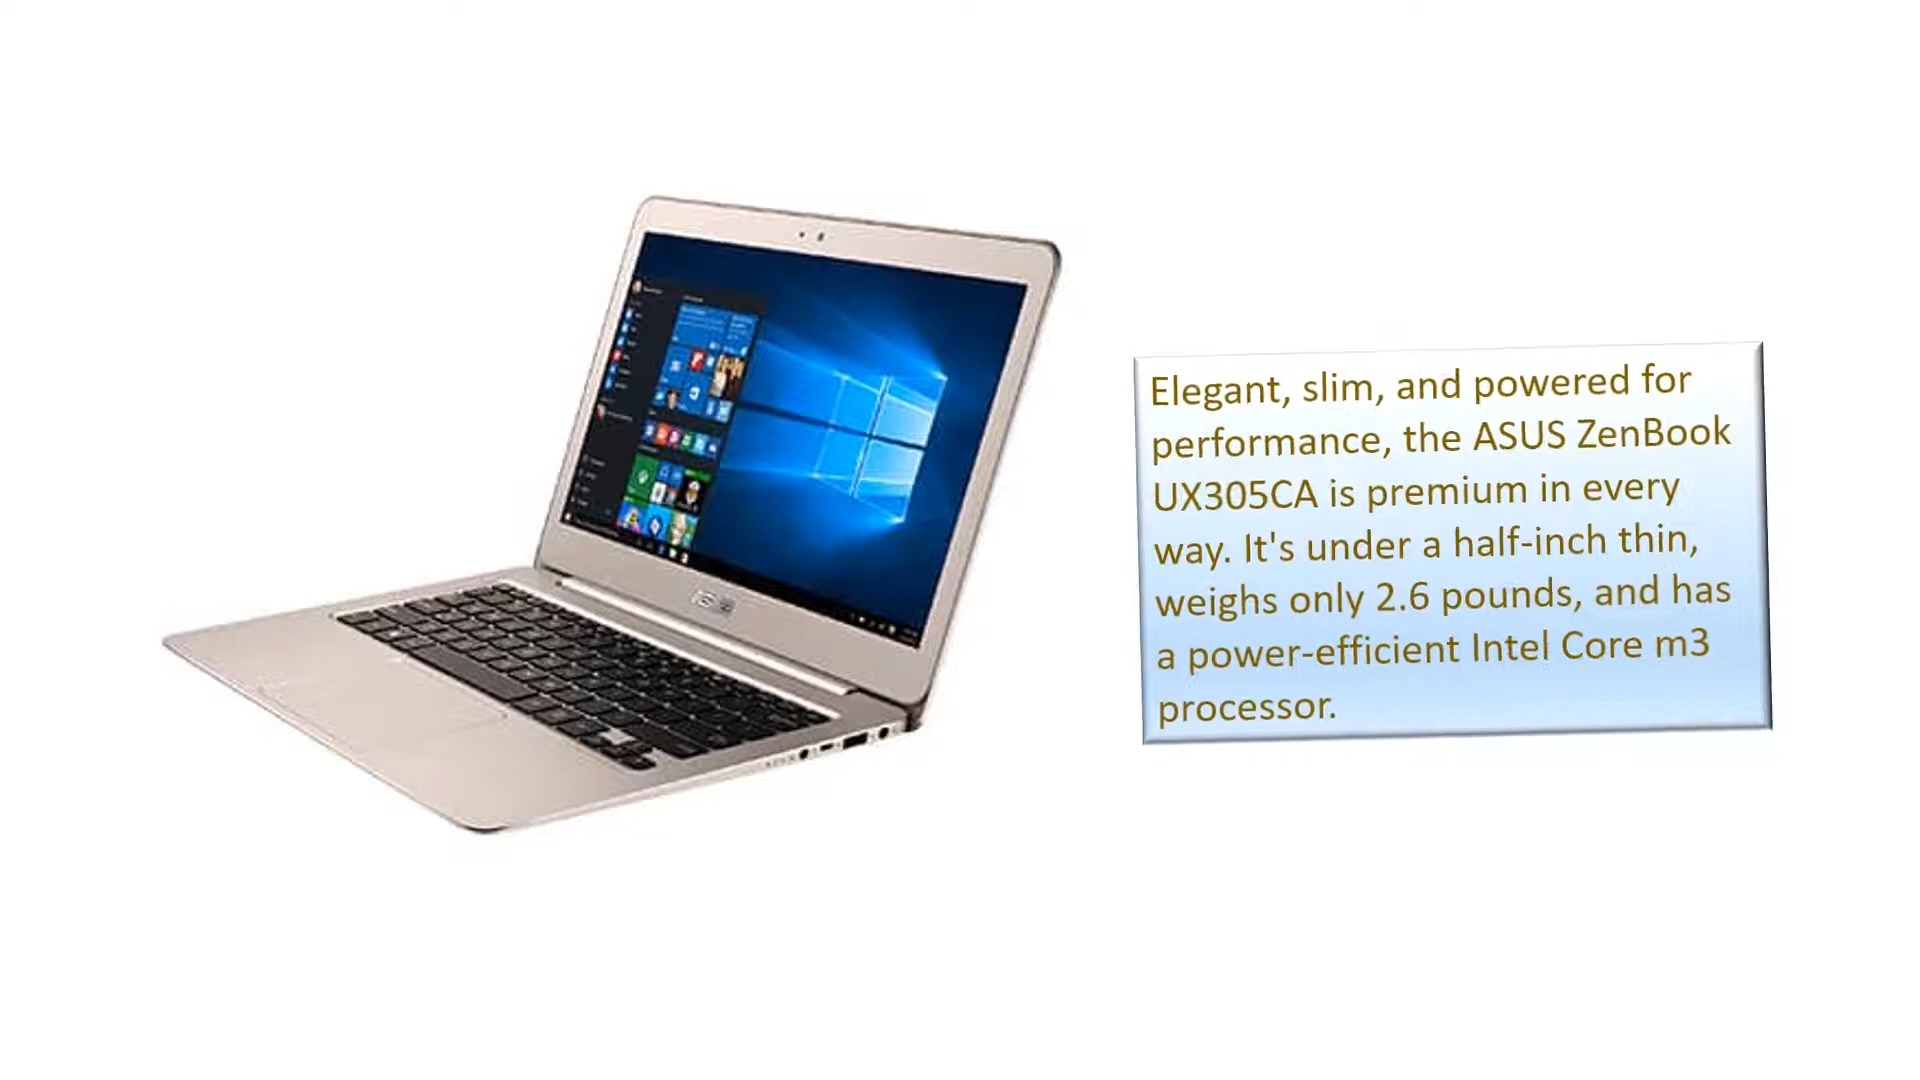 Elegant, slim, and powered for
performance, the ASUS ZenBook
UX305CA is premium in every
way. It's under a half-inch thin,
weighs only 2.6 pounds, and has
a power-efficient Intel Core m3
processor.
ASUS